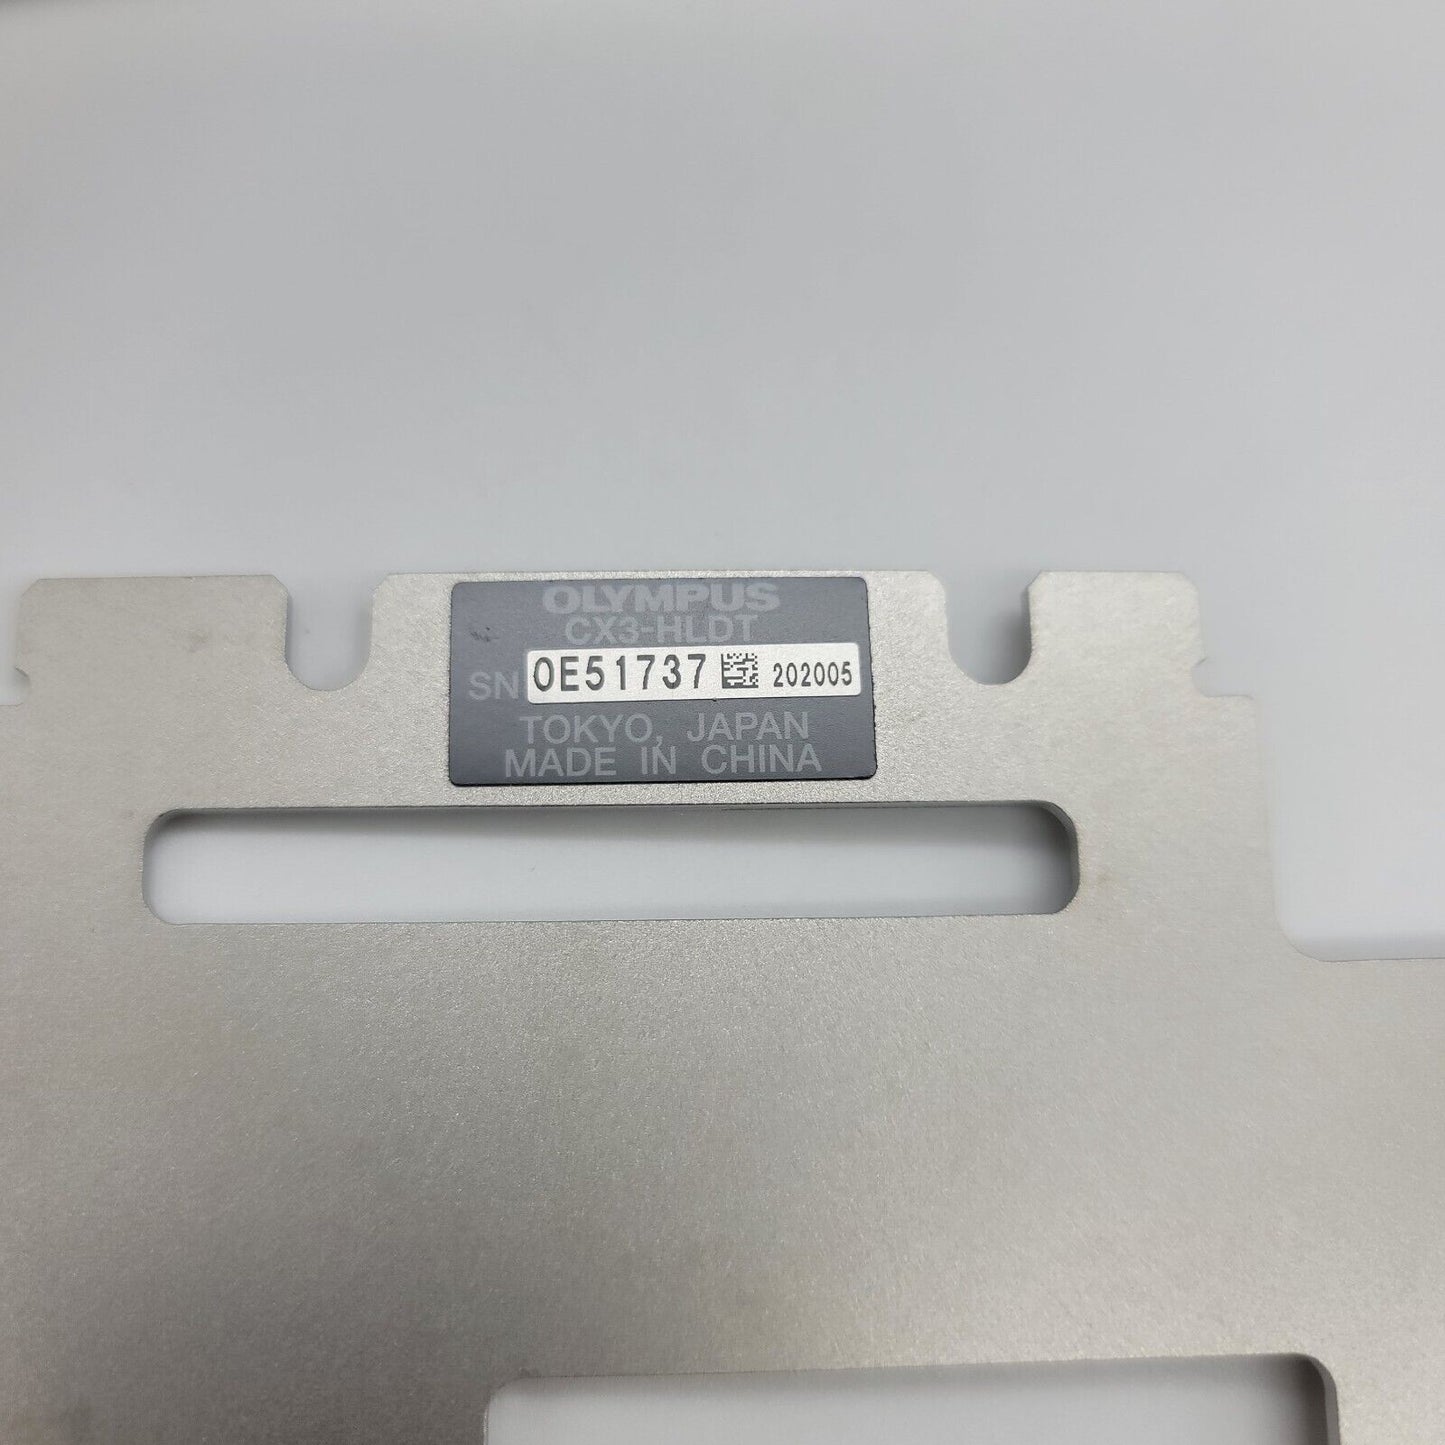 OLYMPUS
CX3-HLDT
SN 0E51737 202005
TOKYO, JAPAN
MADE IN CHINA